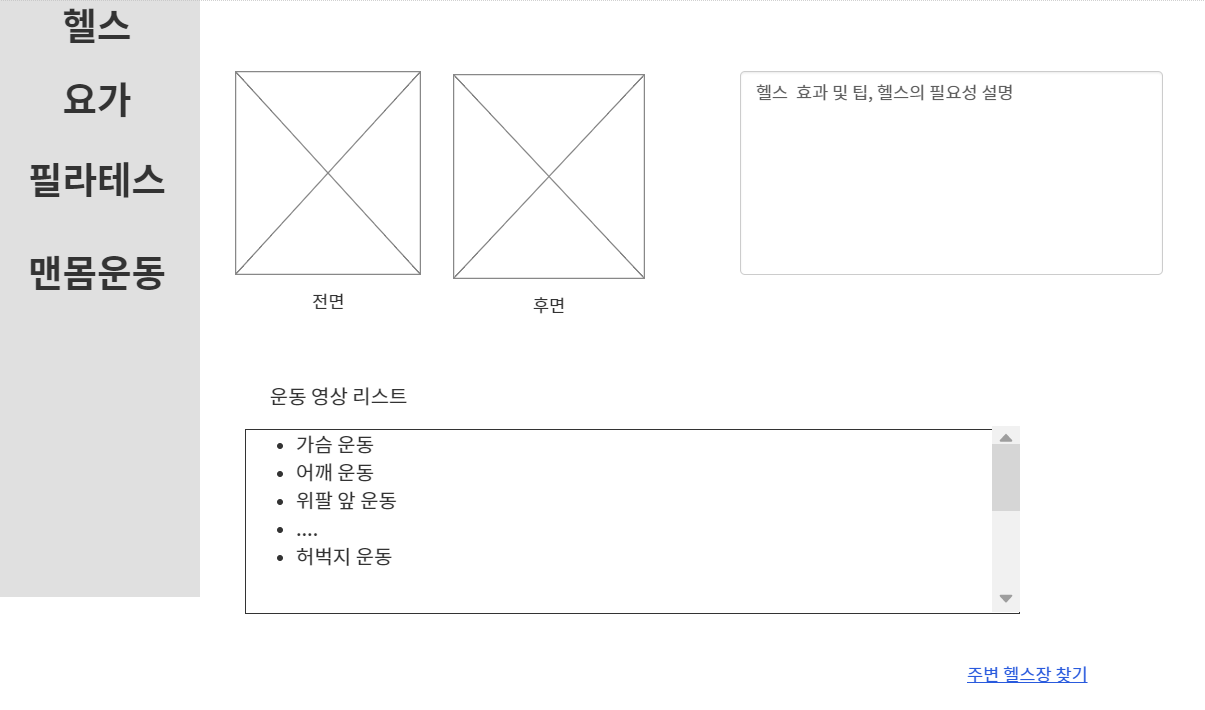 헬스
요가
필라테스
맨몸운동
헬스  효과 및 팁, 헬스의 필요성 설명
전면
후면
운동 영상 리스트
• 가슴 운동
• 어깨 운동
• 위팔 앞 운동
• ....
• 허벅지 운동
주변 헬스장 찾기